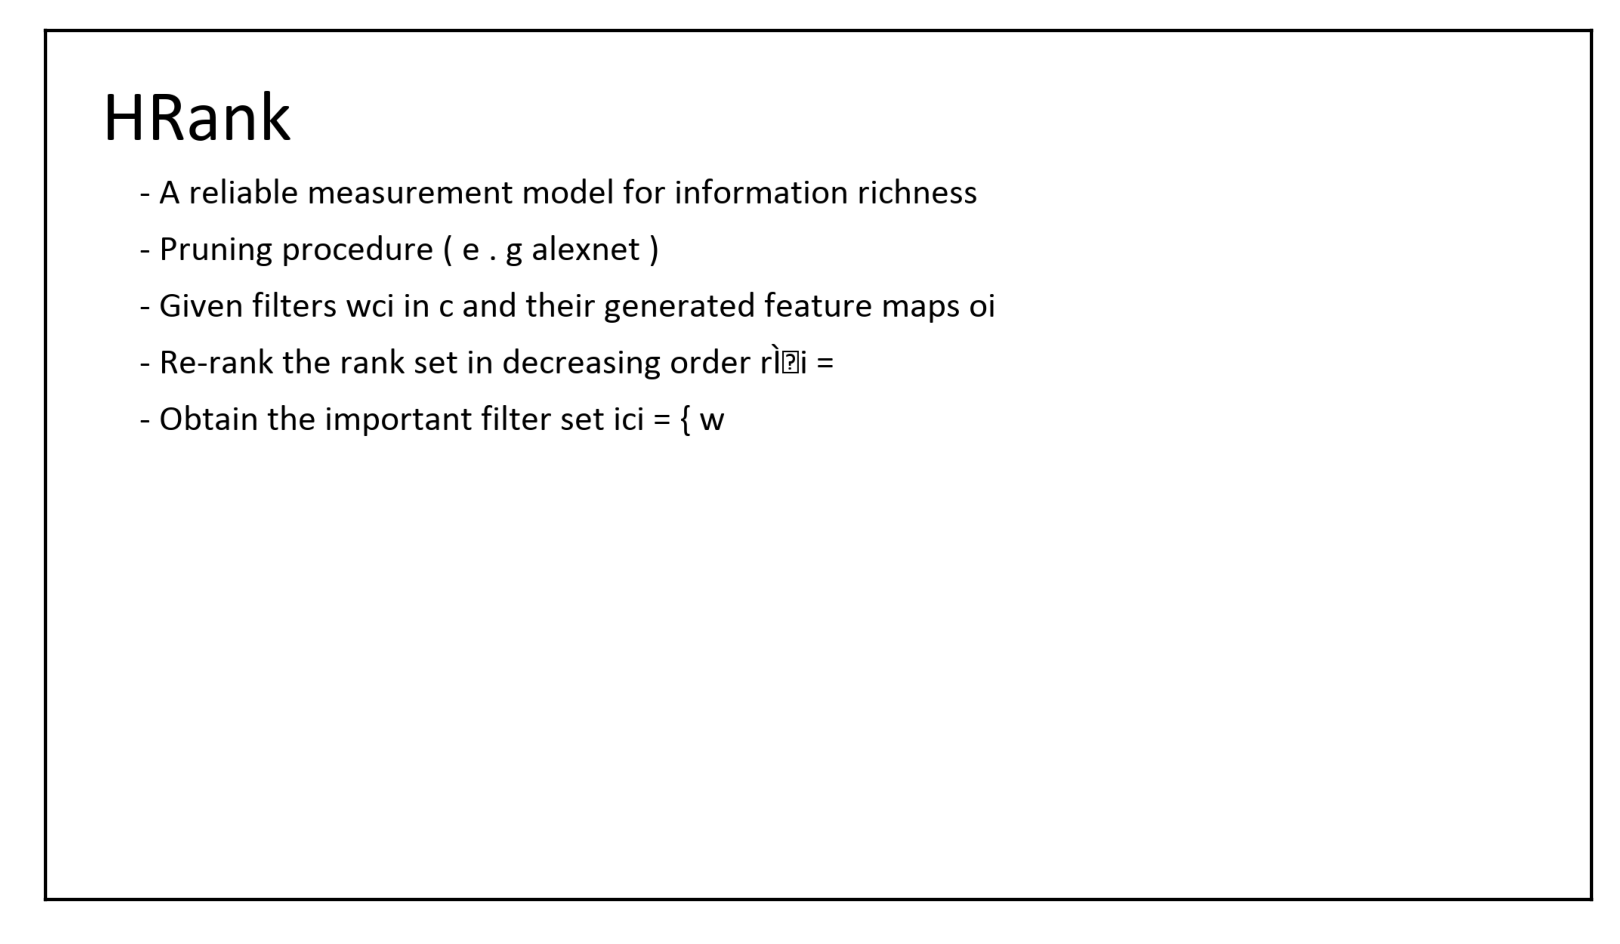 HRank
- A reliable measurement model for information richness
- Pruning procedure ( e . g alexnet )
- Given filters wci in c and their generated feature maps oi
- Re-rank the rank set in decreasing order rÌ�i =
- Obtain the important filter set ici = { w